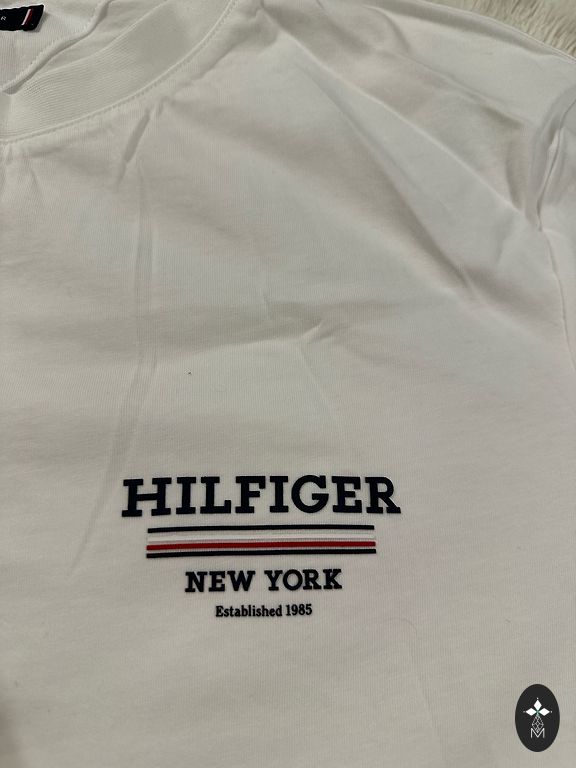 R
HILFIGER
NEW YORK
Established 1985
M